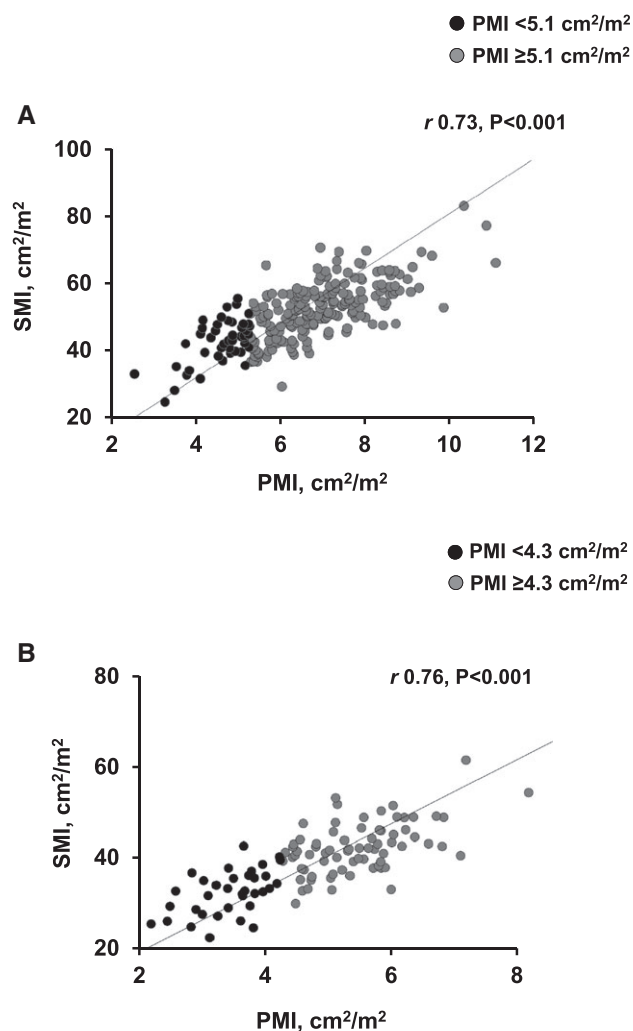 PMI <5.1 cm²/m²
PMI ≥5.1 cm²/m²
A
r 0.73, P<0.001
100
80
60
40
20
SMI, cm²/m²
2 4 6 8 10 12
PMI, cm²/m²
PMI <4.3 cm²/m²
PMI ≥4.3 cm²/m²
B
r 0.76, P<0.001
80
60
40
20
SMI, cm²/m²
2 4 6 8
PMI, cm²/m²